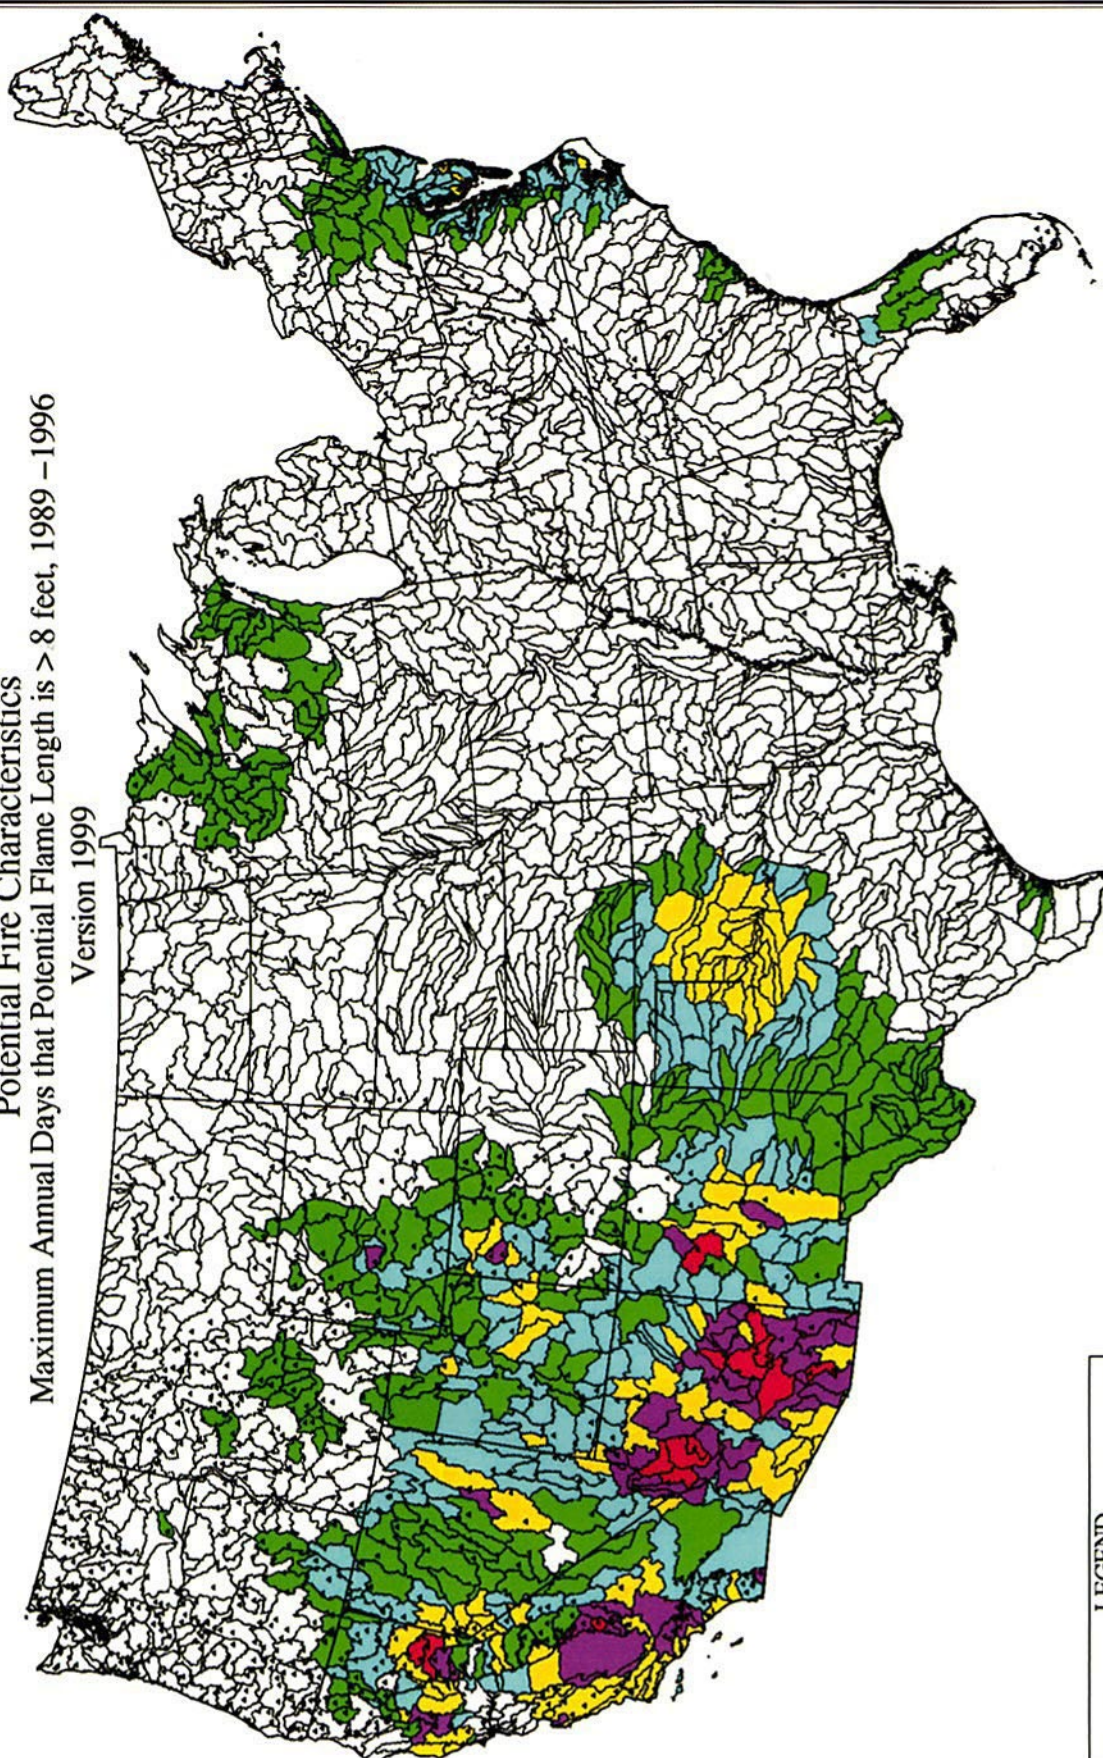 Potential Fire Characteristics
Maximum Annual Days that Potential Flame Length is > 8 feet, 1989 – 1996
Version 1999
LEGEND